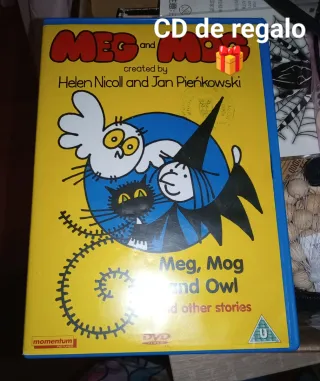 CD de regalo
MEG and MOG
created by
Helen Nicoll and Jan Pieńkowski
Meg, Mog
and Owl
and other stories
momentum
DVD
U